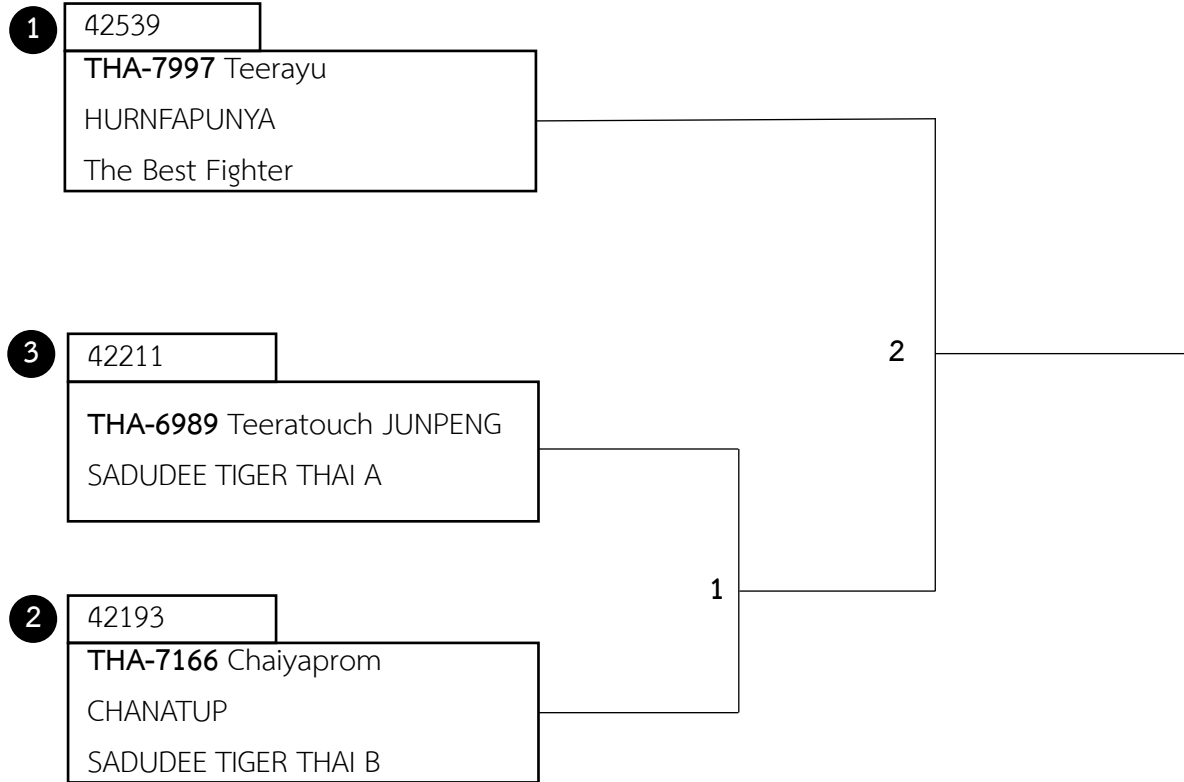 1
42539
THA-7997 Teerayu
HURNFAPUNYA
The Best Fighter
3
42211
2
THA-6989 Teeratouch JUNPENG
SADUDEE TIGER THAI A
1
2
42193
THA-7166 Chaiyaprom
CHANATUP
SADUDEE TIGER THAI B